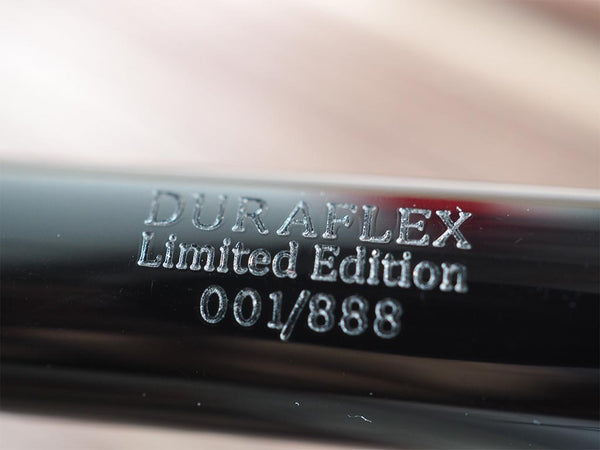 DURAFLEX
Limited Edition
001/888